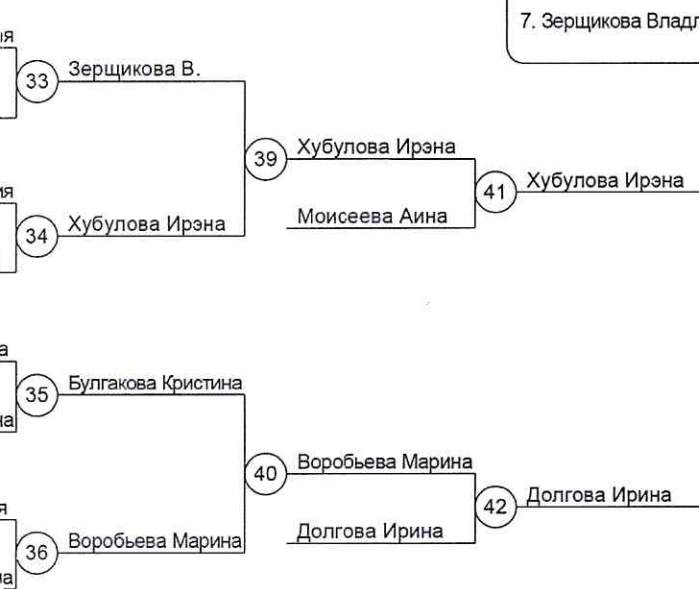 7. Зерщикова
33 Зерщикова В.
39 Хубулова Ирэна
41 Хубулова Ирэна
34 Хубулова Ирэна
Моисеева Аина
35 Булгакова Кристина
40 Воробьева Марина
42 Долгова Ирина
36 Воробьева Марина
Долгова Ирина